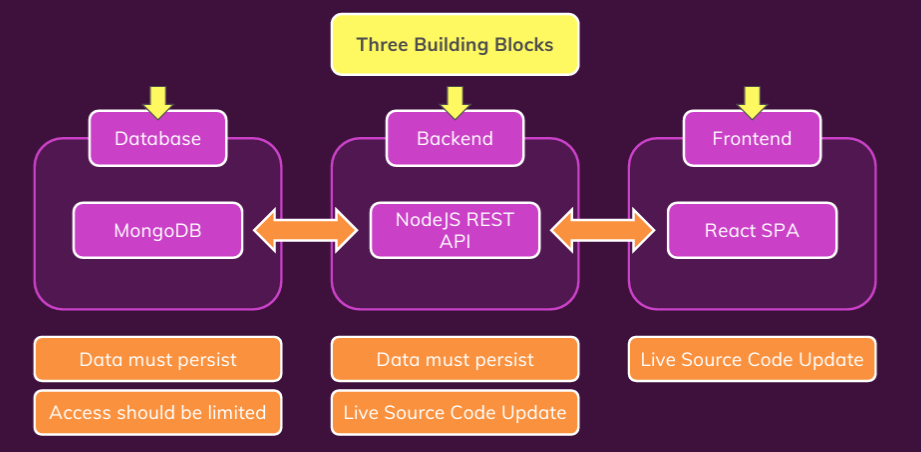 Three Building Blocks
Database
Backend
Frontend
MongoDB
NodeJS REST
API
React SPA
Data must persist
Data must persist
Live Source Code Update
Access should be limited
Live Source Code Update